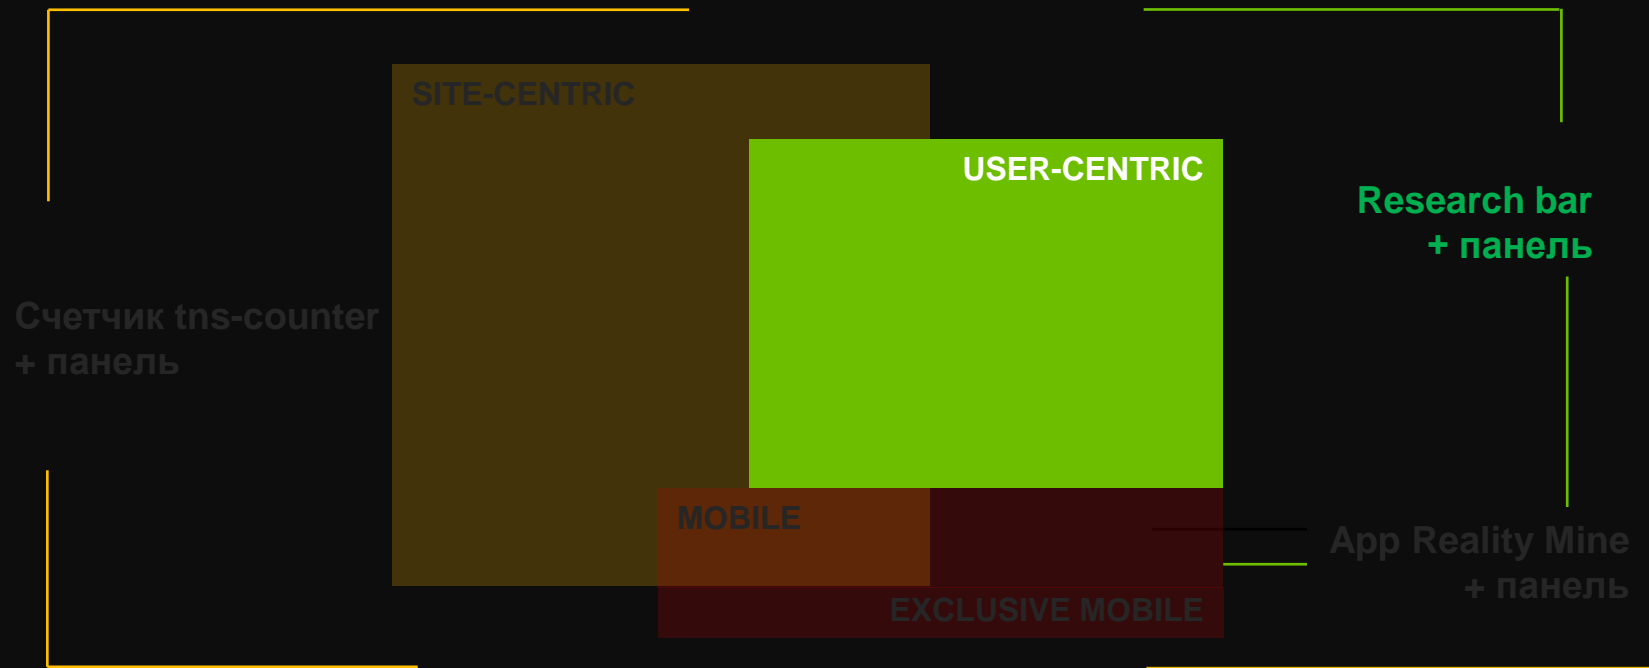 SITE-CENTRIC
USER-CENTRIC
Research bar
+ панель
Счетчик tns-counter
+ панель
MOBILE
App Reality Mine
+ панель
EXCLUSIVE MOBILE